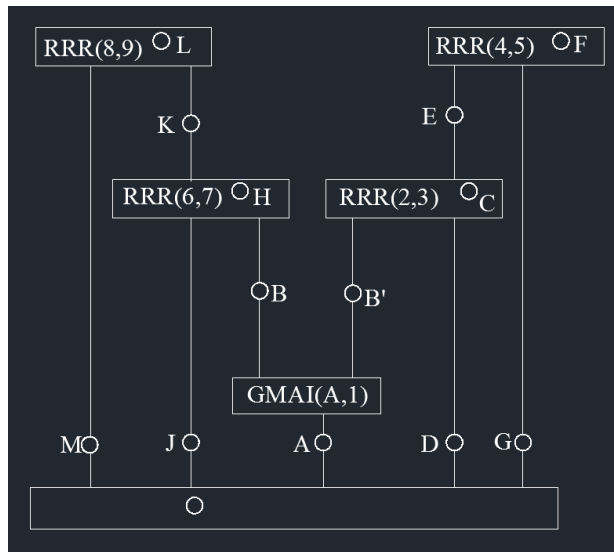 RRR(8,9) L
RRR(4,5) F
K
E
RRR(6,7) H
RRR(2,3) C
B
B'
GMAI(A,1)
M
J
A
D
G